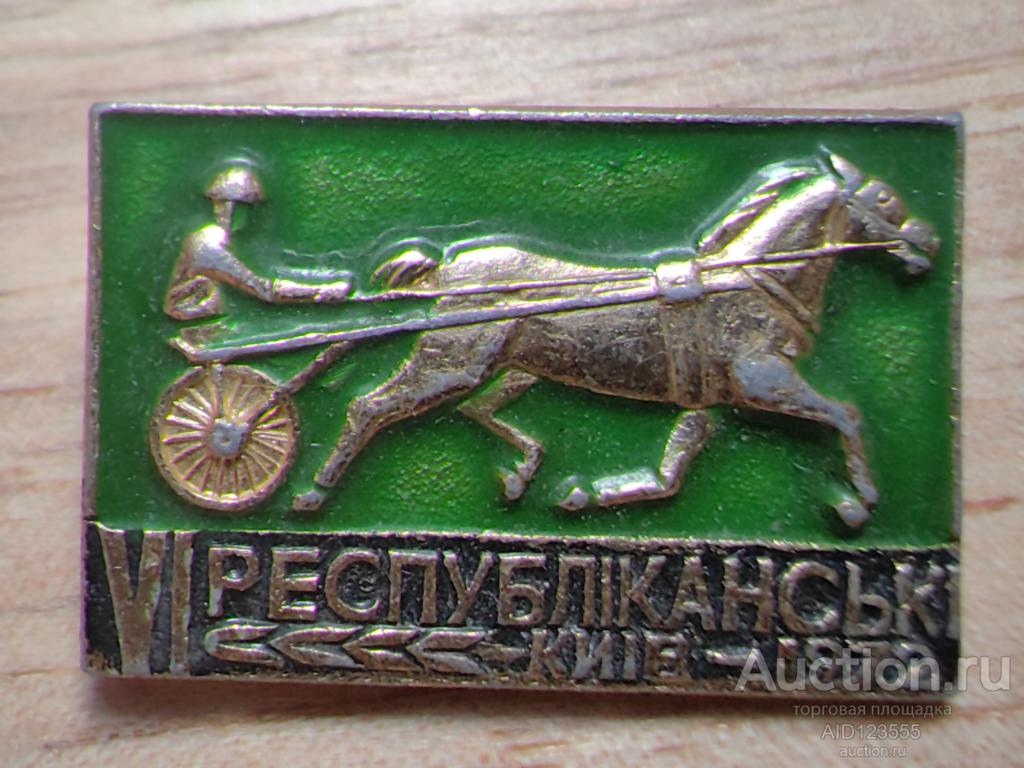 VI РЕСПУБЛІКАНСЬКІ
КИЇВ
Auction.ru
торговая площадка
AID123555
auction.ru